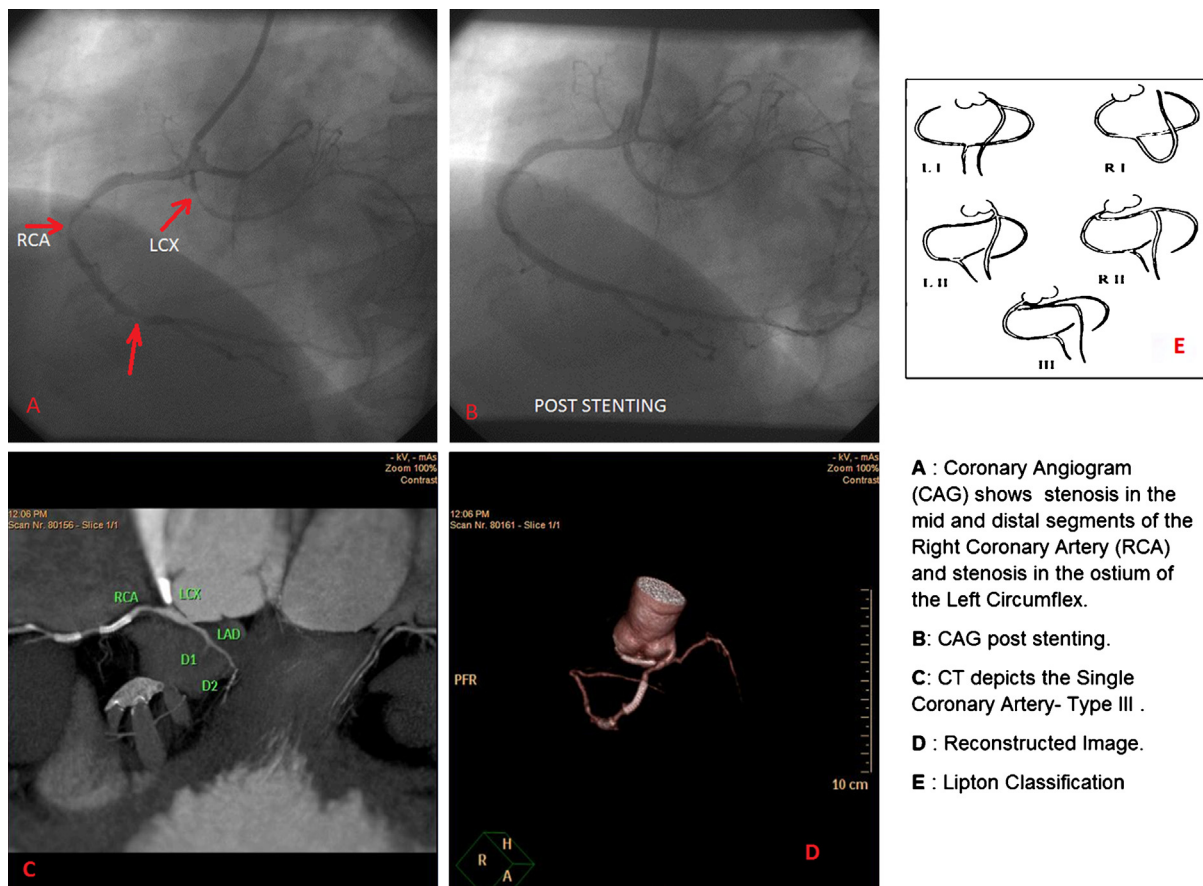 RCA
LCX
A
B
POST STENTING
L I
R I
L II
R II
III
E
- kV, - mAs
Zoom 100%
Contrast
12:06 PM
Scan Nr. 80156 - Slice 1/1
RCA
LCX
LAD
D1
D2
C
- kV, - mAs
Zoom 100%
Contrast
12:06 PM
Scan Nr. 80161 - Slice 1/1
PFR
10 cm
H
R
A
D
A : Coronary Angiogram
(CAG) shows stenosis in the
mid and distal segments of the
Right Coronary Artery (RCA)
and stenosis in the ostium of
the Left Circumflex.
B: CAG post stenting.
C: CT depicts the Single
Coronary Artery- Type III .
D : Reconstructed Image.
E : Lipton Classification